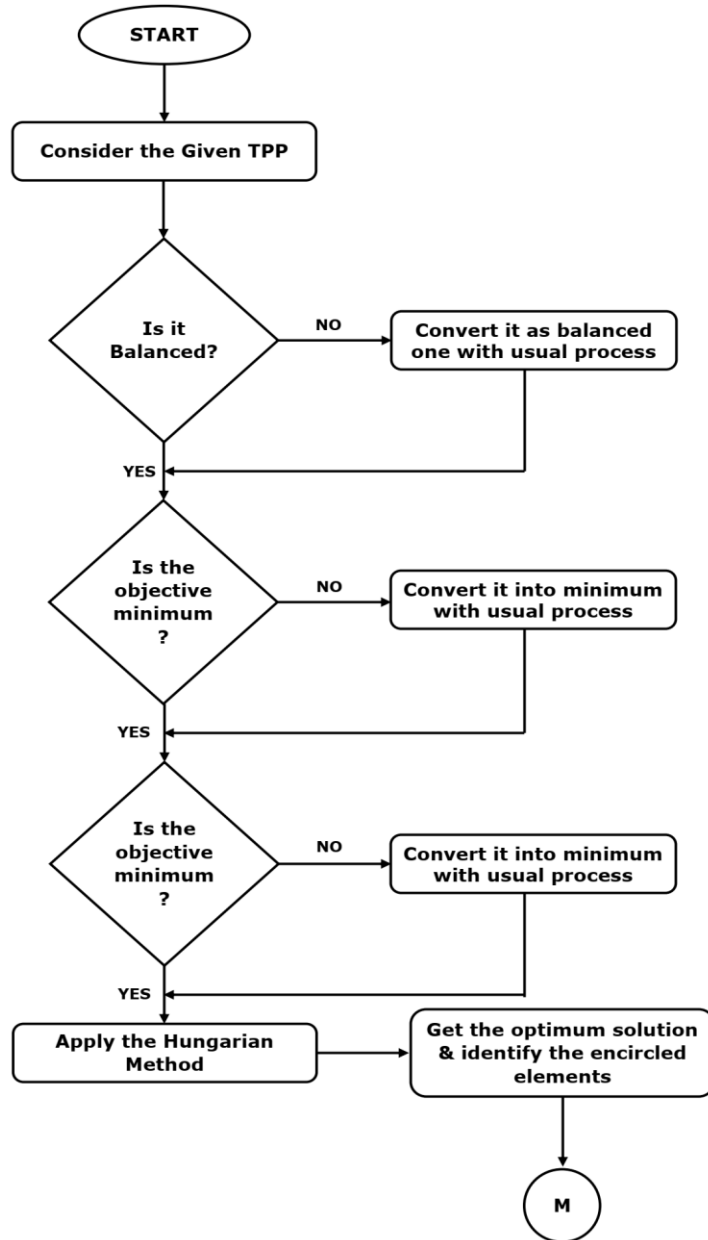 START
Consider the Given TPP
Is it
Balanced?
NO
Convert it as balanced
one with usual process
YES
Is the
objective
minimum
?
NO
Convert it into minimum
with usual process
YES
Is the
objective
minimum
?
NO
Convert it into minimum
with usual process
YES
Apply the Hungarian
Method
Get the optimum solution
& identify the encircled
elements
M